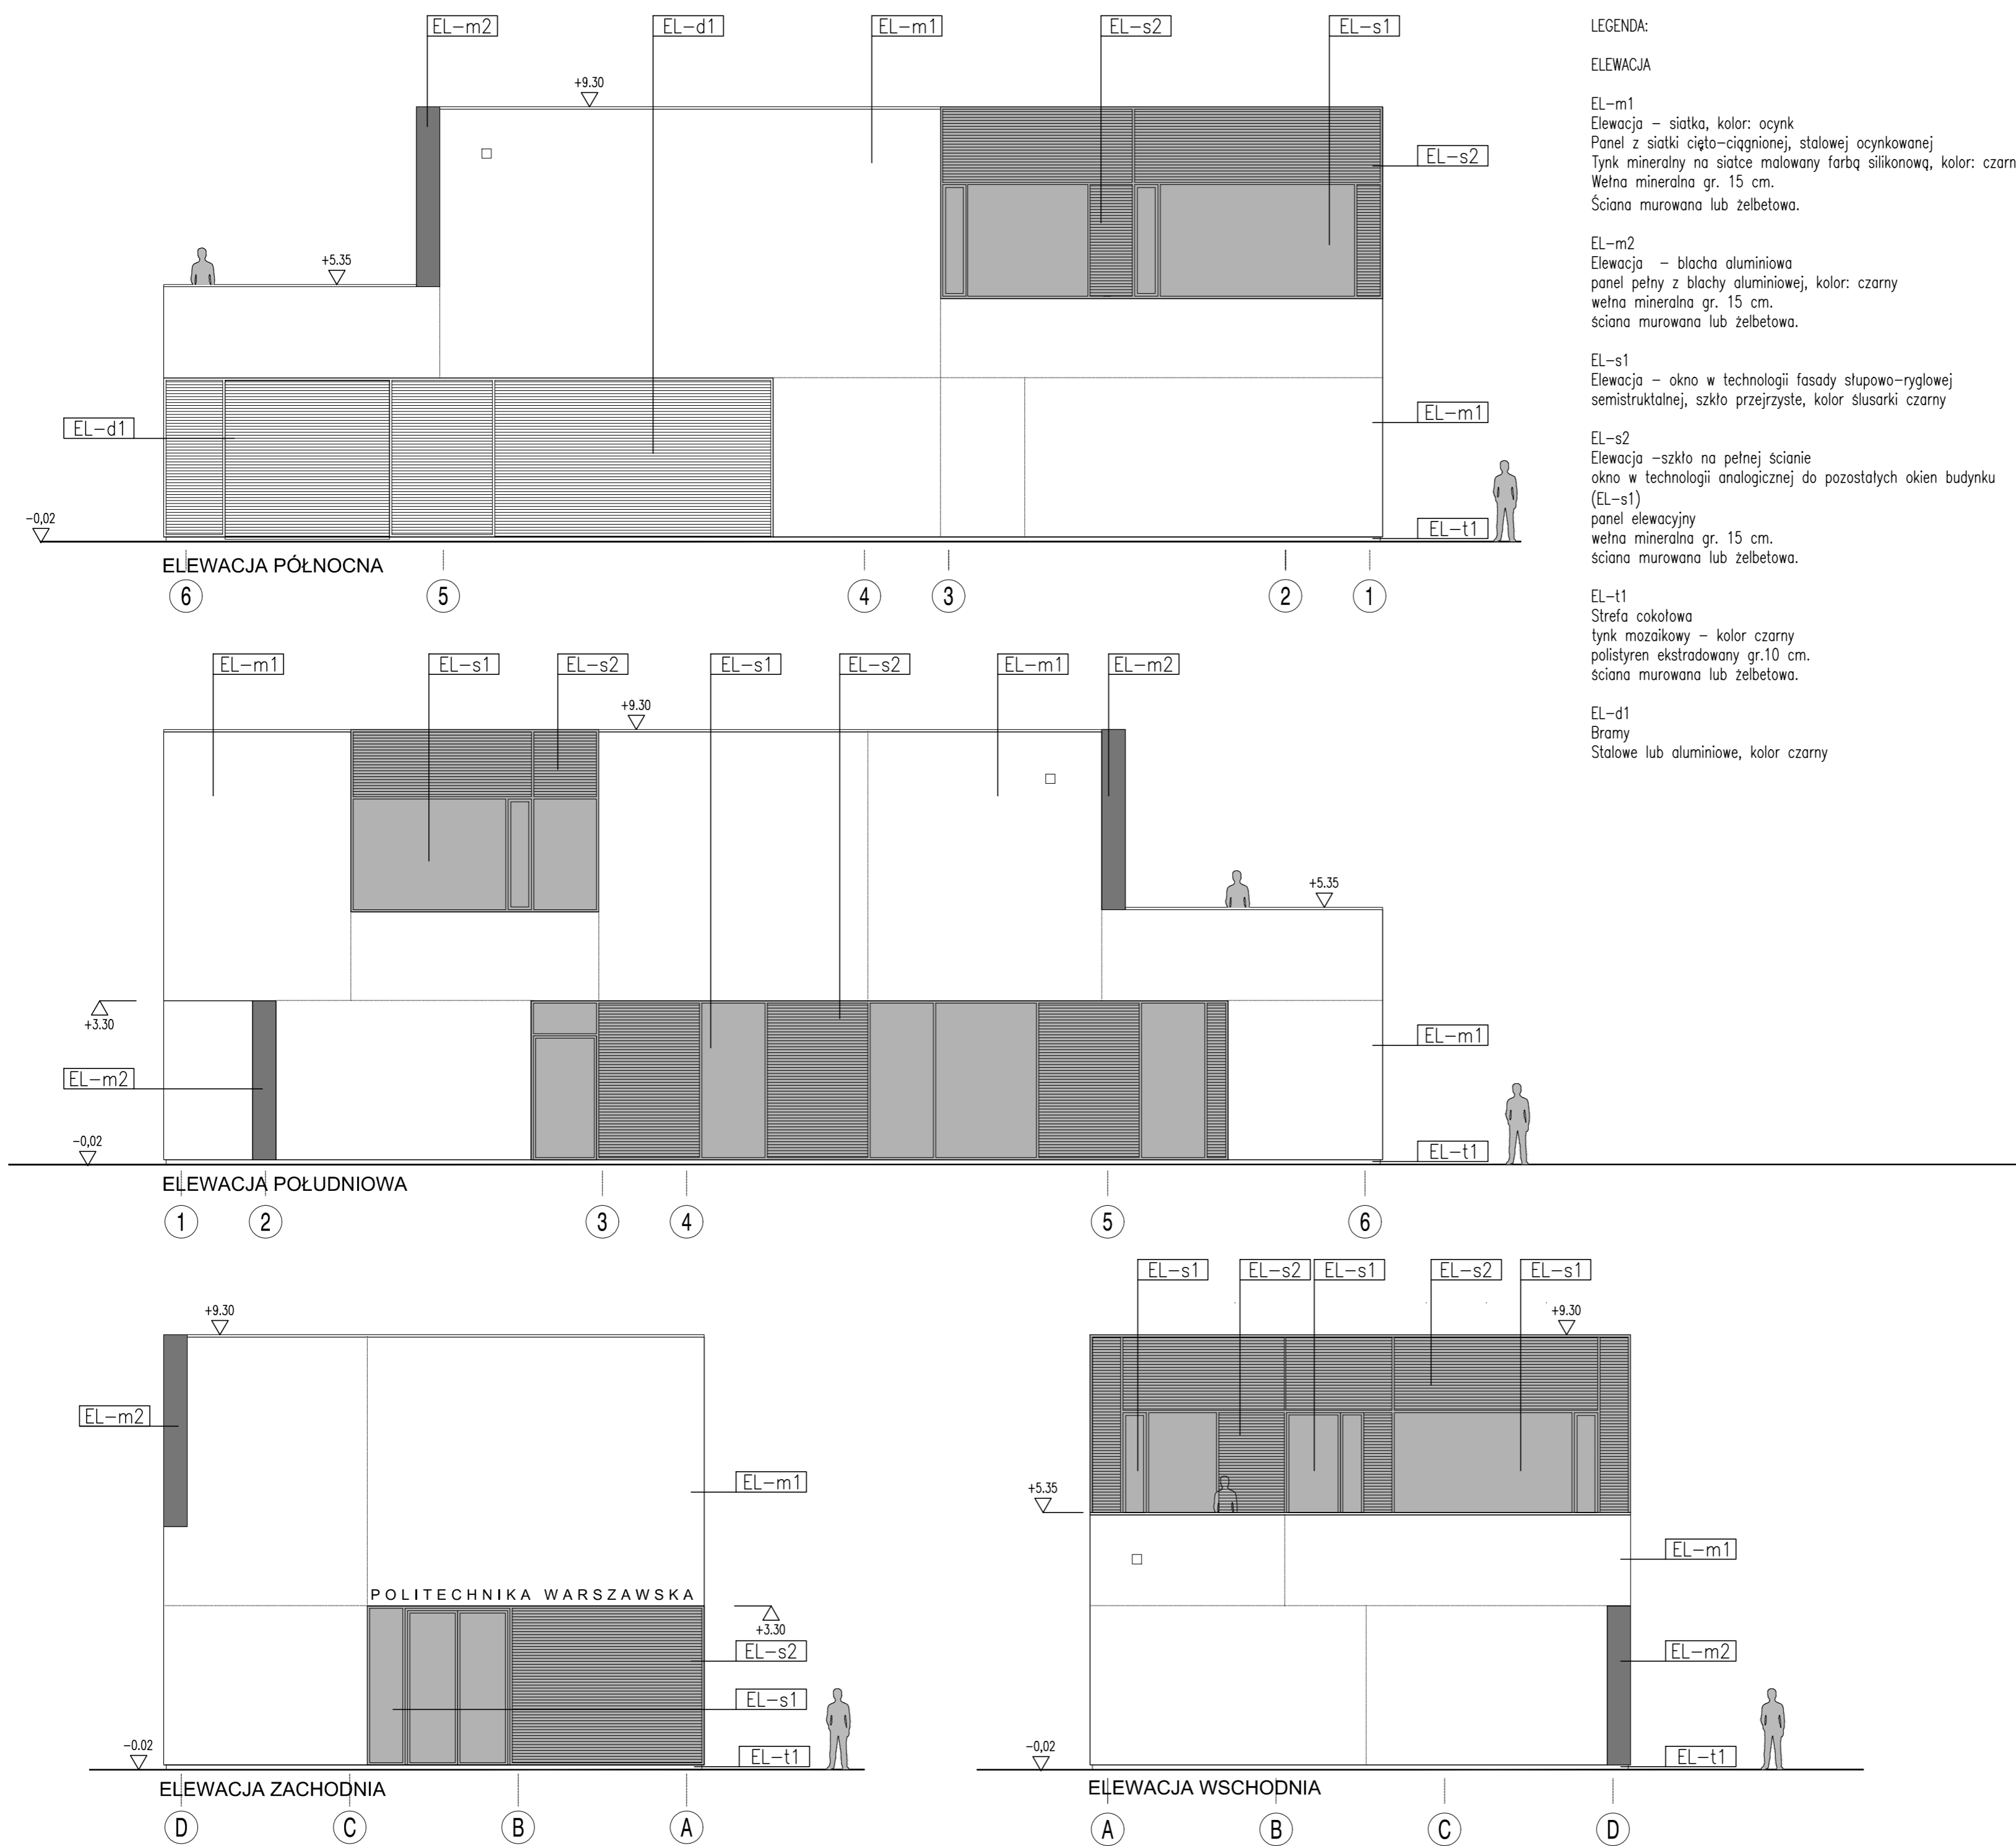 EL-m2 EL-d1 EL-m1 EL-s2 EL-s1
+9.30
EL-s2
+5.35
EL-d1
EL-m1
-0,02
EL-t1
ELEWACJA PÓŁNOCNA
6 5 4 3 2 1
EL-m1 EL-s1 EL-s2 EL-s1 EL-s2 EL-m1 EL-m2
+9.30
+5.35
+3.30
EL-m1
EL-m2
-0,02
EL-t1
ELEWACJA POŁUDNIOWA
1 2 3 4 5 6
+9.30
EL-m2
EL-m1
POLITECHNIKA WARSZAWSKA
+3.30
EL-s2
EL-s1
-0.02
EL-t1
ELEWACJA ZACHODNIA
D C B A
EL-s1 EL-s2 EL-s1 EL-s2 EL-s1
+9.30
+5.35
EL-m1
EL-m2
-0,02
EL-t1
ELEWACJA WSCHODNIA
A B C D
LEGENDA:
ELEWACJA
EL-m1
Elewacja - siatka, kolor: ocynk
Panel z siatki cięto-ciągnionej, stalowej ocynkowanej
Tynk mineralny na siatce malowany farbą silikonową, kolor: czarn
Wełna mineralna gr. 15 cm.
Ściana murowana lub żelbetowa.
EL-m2
Elewacja - blacha aluminiowa
panel pełny z blachy aluminiowej, kolor: czarny
wełna mineralna gr. 15 cm.
ściana murowana lub żelbetowa.
EL-s1
Elewacja - okno w technologii fasady słupowo-ryglowej
semistruktalnej, szkło przejrzyste, kolor ślusarki czarny
EL-s2
Elewacja -szkło na pełnej ścianie
okno w technologii analogicznej do pozostałych okien budynku
(EL-s1)
panel elewacyjny
wełna mineralna gr. 15 cm.
ściana murowana lub żelbetowa.
EL-t1
Strefa cokołowa
tynk mozaikowy - kolor czarny
polistyren ekstradowany gr.10 cm.
ściana murowana lub żelbetowa.
EL-d1
Bramy
Stalowe lub aluminiowe, kolor czarny